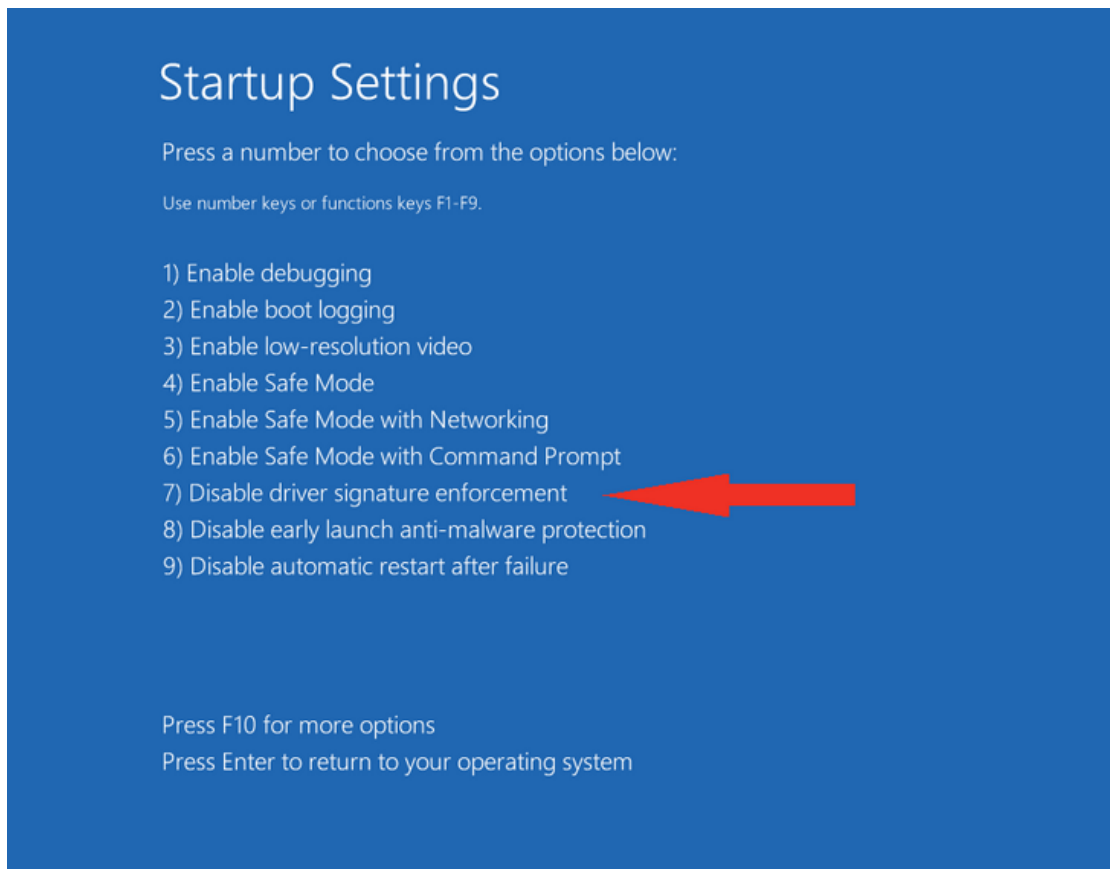 Startup Settings
Press a number to choose from the options below:
Use number keys or functions keys F1-F9.
1) Enable debugging
2) Enable boot logging
3) Enable low-resolution video
4) Enable Safe Mode
5) Enable Safe Mode with Networking
6) Enable Safe Mode with Command Prompt
7) Disable driver signature enforcement
8) Disable early launch anti-malware protection
9) Disable automatic restart after failure
Press F10 for more options
Press Enter to return to your operating system